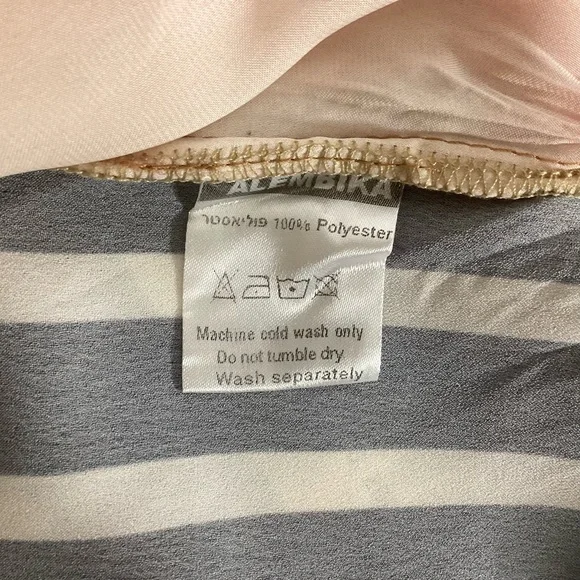 ALEMBIKA
פוליאסטר 100% Polyester
Machine cold wash only
Do not tumble dry
Wash separately